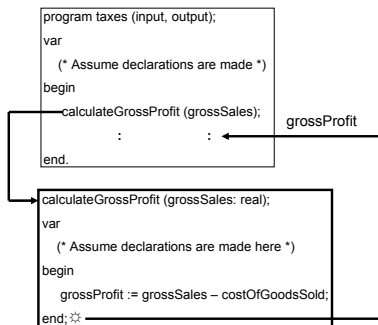 program taxes (input, output);
var
(* Assume declarations are made *)
begin
calculateGrossProfit (grossSales);
grossProfit
: :
end.
calculateGrossProfit (grossSales: real);
var
(* Assume declarations are made here *)
begin
grossProfit := grossSales – costOfGoodsSold;
end;